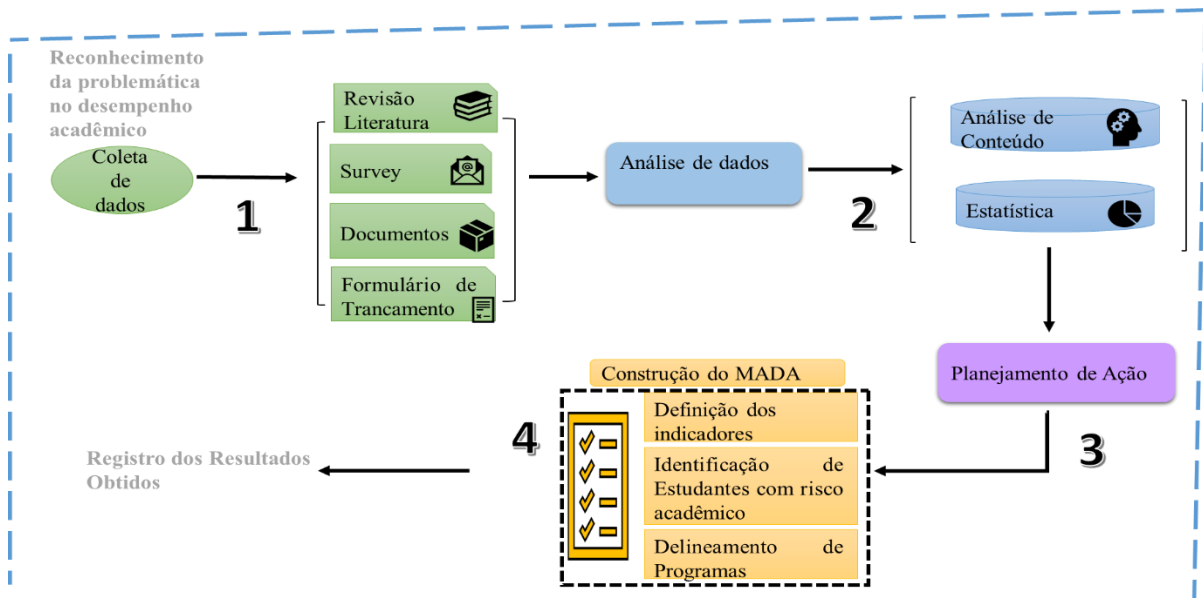 Reconhecimento
da problemática
no desempenho
acadêmico
Coleta
de
dados
1
Revisão
Literatura
Survey
Documentos
Formulário de
Trancamento
Análise de dados
2
Análise de
Conteúdo
Estatística
Planejamento de Ação
3
Construção do MADA
Definição dos
indicadores
Identificação de
Estudantes com risco
acadêmico
Delineamento de
Programas
4
Registro dos Resultados
Obtidos